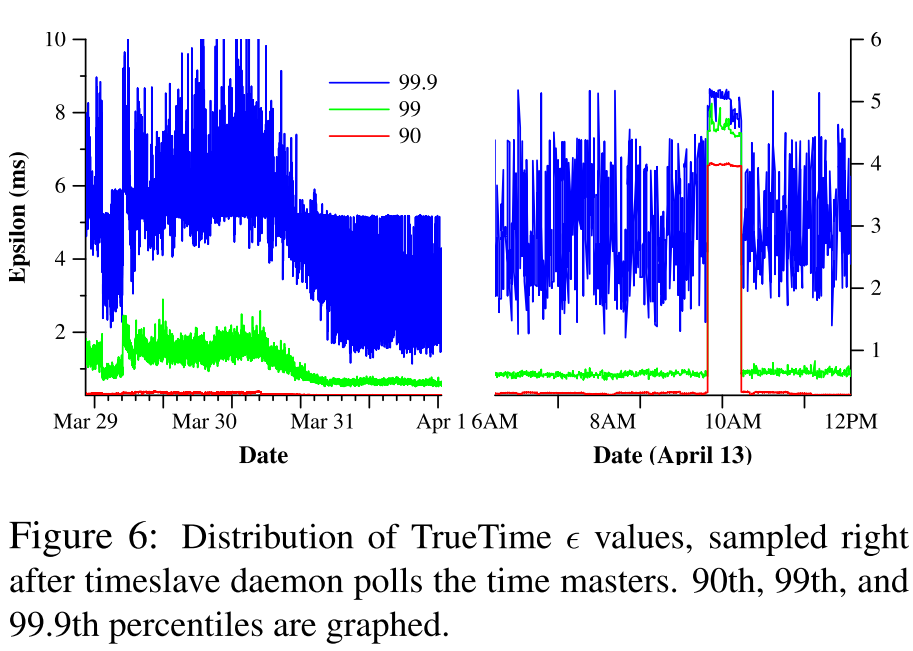 10
8
6
4
2
Epsilon (ms)
99.9
99
90
Mar 29 Mar 30 Mar 31 Apr 1
Date
6
5
4
3
2
1
6AM 8AM 10AM 12PM
Date (April 13)
Figure 6: Distribution of TrueTime ϵ values, sampled right
after timeslave daemon polls the time masters. 90th, 99th, and
99.9th percentiles are graphed.